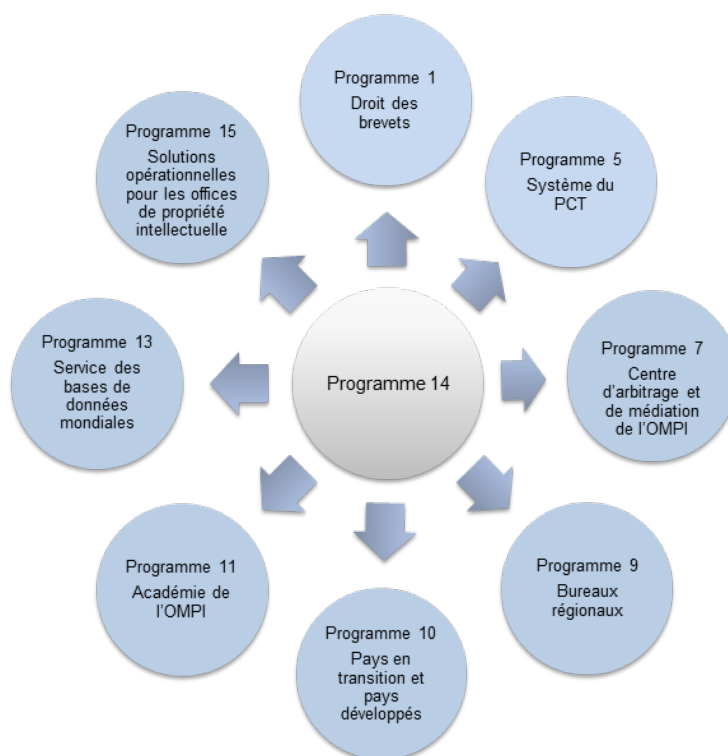 Programme 1
Droit des
brevets
Programme 5
Système du
PCT
Programme 7
Centre
d'arbitrage et
de médiation
de l'OMPI
Programme 9
Bureaux
régionaux
Programme 10
Pays en
transition et
pays
développés
Programme 11
Académie de
l'OMPI
Programme 13
Service des
bases de
données
mondiales
Programme 15
Solutions
opérationnelles
pour les offices
de propriété
intellectuelle
Programme 14